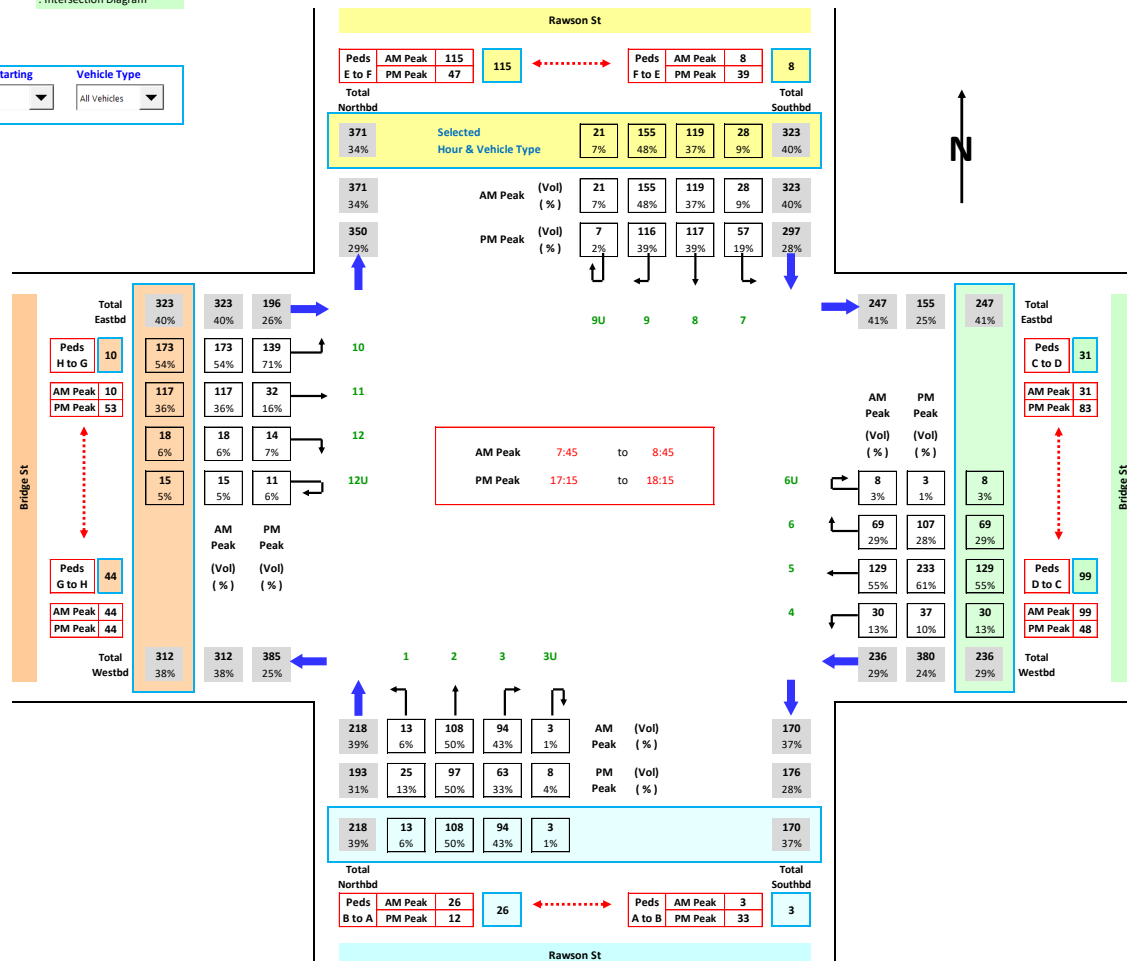 : Intersection Diagram
Rawson St
tarting Vehicle Type
All Vehicles
Peds AM Peak 115 115 Peds AM Peak 8 8
E to F PM Peak 47 F to E PM Peak 39
Total Total
Northbd Southbd
371 Selected 21 155 119 28 323
34% Hour & Vehicle Type 7% 48% 37% 9% 40%
371 AM Peak (Vol) 21 155 119 28 323
34% ( % ) 7% 48% 37% 9% 40%
350 PM Peak (Vol) 7 116 117 57 297
29% ( % ) 2% 39% 39% 19% 28%
N
9U 9 8 7
Total 323 323 196
Eastbd 40% 40% 26%
Peds 10 173 173 139 10
H to G 54% 54% 71%
AM Peak 10 117 117 32 11
PM Peak 53 36% 36% 16%
18 18 14 12
6% 6% 7%
15 15 11 12U
5% 5% 6%
AM PM
Peak Peak
(Vol) (Vol)
( % ) ( % )
Bridge St
Peds 44
G to H
AM Peak 44
PM Peak 44
Total 312 312 385
Westbd 38% 38% 25%
AM Peak 7:45 to 8:45
PM Peak 17:15 to 18:15
247 155 247 Total
41% 25% 41% Eastbd
Peds 31
C to D
AM Peak 31
PM Peak 83
AM PM
Peak Peak
(Vol) (Vol)
( % ) ( % )
6U 8 3 8
3% 1% 3%
6 69 107 69
29% 28% 29%
5 129 233 129 Peds 99
55% 61% 55% D to C
4 30 37 30 AM Peak 99
13% 10% 13% PM Peak 48
236 380 236 Total
29% 24% 29% Westbd
Bridge St
1 2 3 3U
218 13 108 94 3 AM (Vol) 170
39% 6% 50% 43% 1% Peak ( % ) 37%
193 25 97 63 8 PM (Vol) 176
31% 13% 50% 33% 4% Peak ( % ) 28%
218 13 108 94 3 170
39% 6% 50% 43% 1% 37%
Total Total
Northbd Southbd
Peds AM Peak 26 26 Peds AM Peak 3 3
B to A PM Peak 12 A to B PM Peak 33
Rawson St